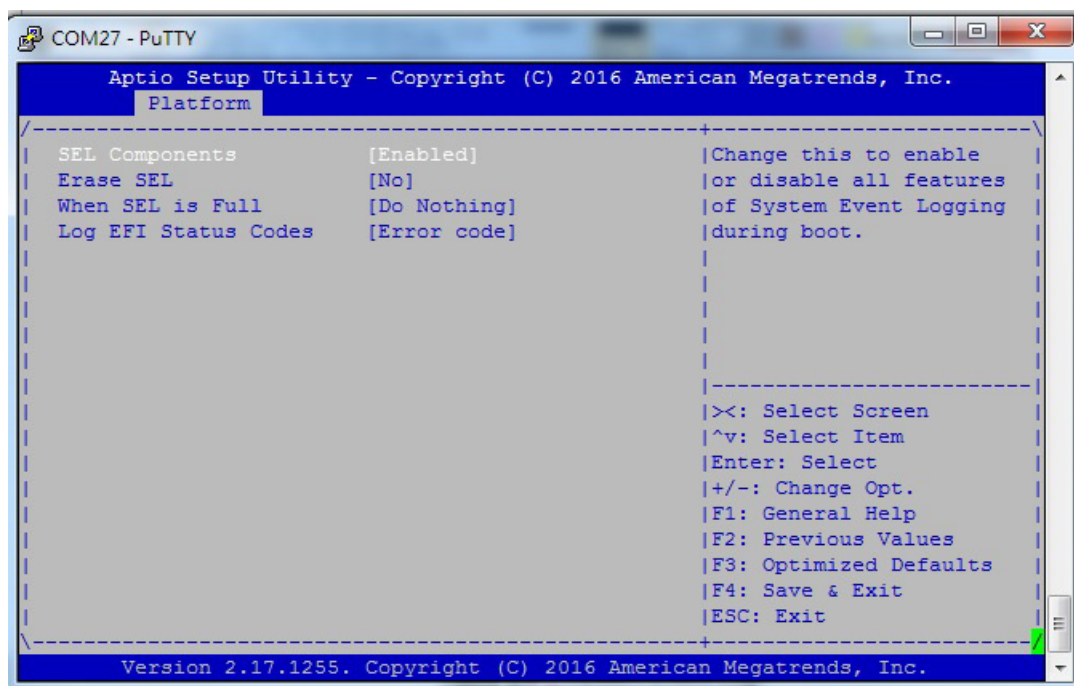 COM27 - PuTTY
Aptio Setup Utility - Copyright (C) 2016 American Megatrends, Inc.
Platform
/----------------------------------------------------+-------------------------\
| SEL Components [Enabled] |Change this to enable |
| Erase SEL [No] |or disable all features |
| When SEL is Full [Do Nothing] |of System Event Logging |
| Log EFI Status Codes [Error code] |during boot. |
| | |
| | |
| | |
| | |
| | |
| |-------------------------|
| |><: Select Screen |
| |^v: Select Item |
| |Enter: Select |
| |+/-: Change Opt. |
| |F1: General Help |
| |F2: Previous Values |
| |F3: Optimized Defaults |
| |F4: Save & Exit |
| |ESC: Exit |
\----------------------------------------------------+-------------------------/
Version 2.17.1255. Copyright (C) 2016 American Megatrends, Inc.